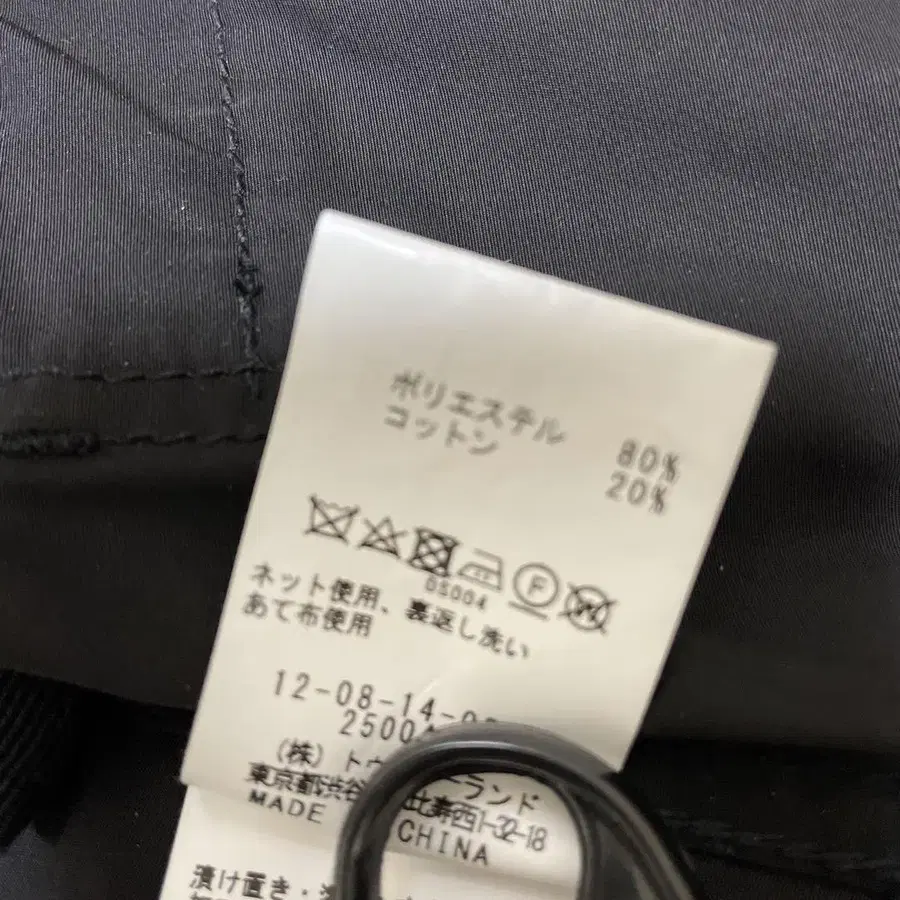 ポリエステル 80%
コットン 20%
DS004
F
W
ネット使用、裏返し洗い
あて布使用
12-08-14-0
2500
(株)トウ ーランド
東京都渋谷 比寿西1-32-18
MADE CHINA
漬け置き・